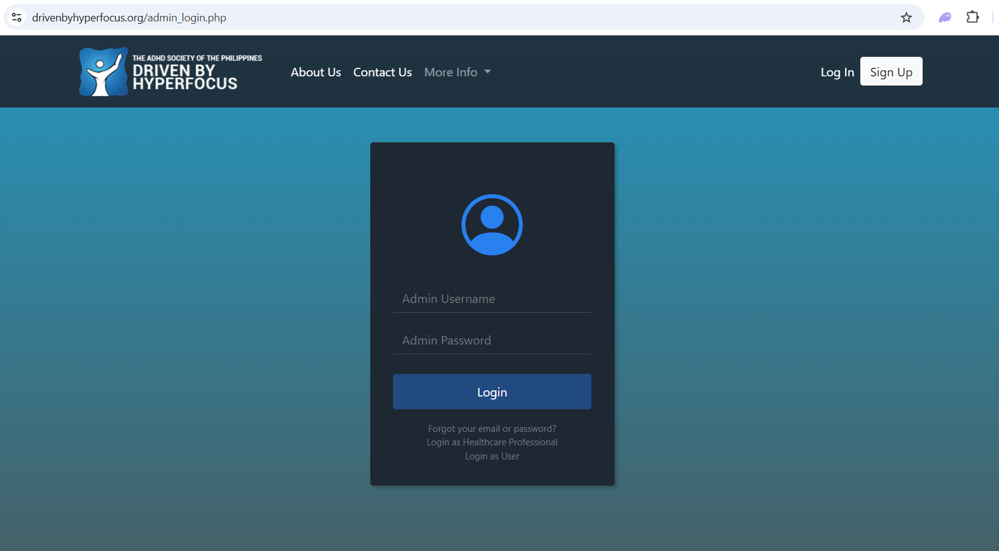 drivenbyhyperfocus.org/admin_login.php
THE ADHD SOCIETY OF THE PHILIPPINES
DRIVEN BY
HYPERFOCUS
About Us Contact Us More Info
Log In Sign Up
Admin Username
Admin Password
Login
Forgot your email or password?
Login as Healthcare Professional
Login as User